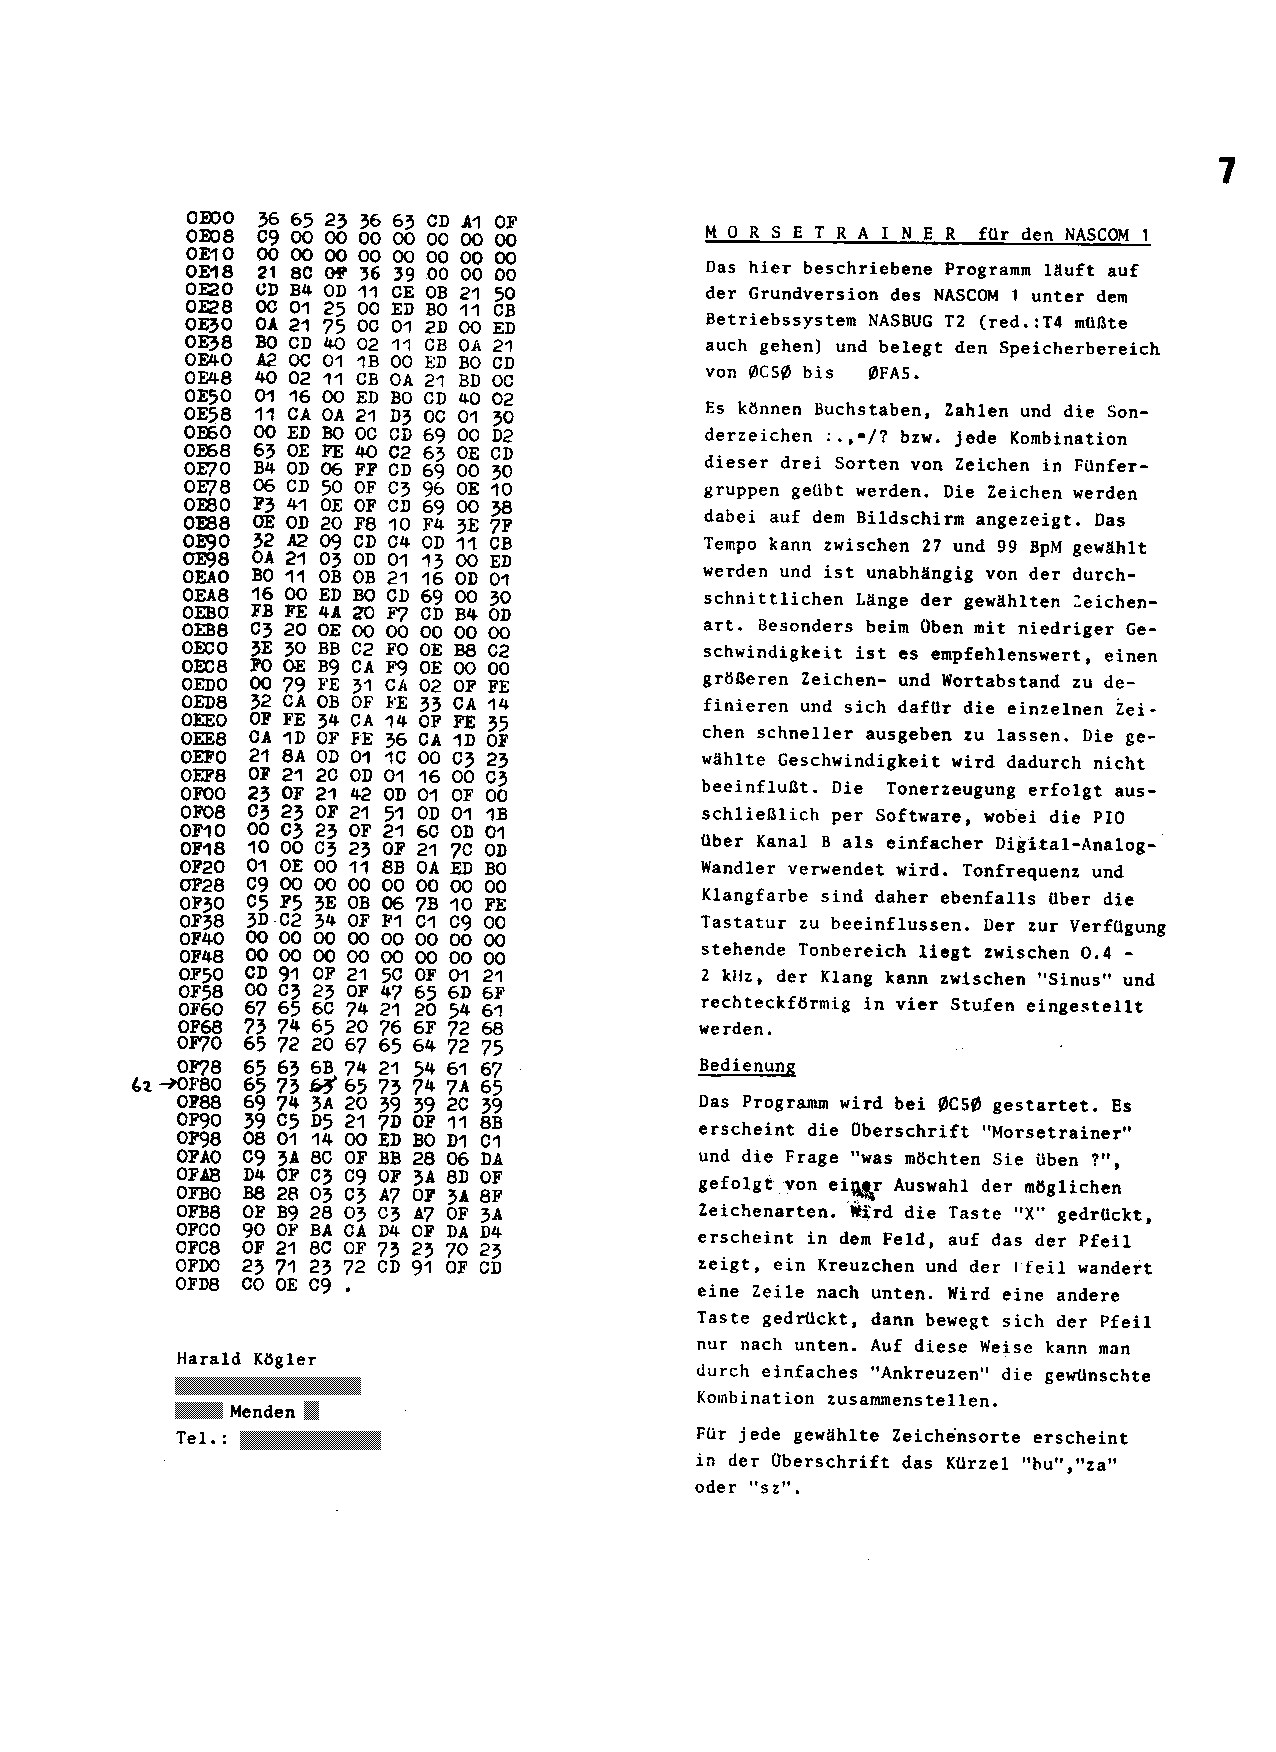 7
0E00 36 65 23 36 63 CD A1 0F
0E08 C9 00 00 00 00 00 00 00
0E10 00 00 00 00 00 00 00 00
0E18 21 8C 0F 36 39 00 00 00
0E20 CD B4 0D 11 CE 0B 21 50
0E28 0C 01 25 00 ED B0 11 CB
0E30 0A 21 75 0C 01 2D 00 ED
0E38 B0 CD 40 02 11 CB 0A 21
0E40 A2 0C 01 1B 00 ED B0 CD
0E48 40 02 11 CB 0A 21 BD 0C
0E50 01 16 00 ED B0 CD 40 02
0E58 11 CA 0A 21 D3 0C 01 30
0E60 00 ED B0 0C CD 69 00 D2
0E68 63 0E FE 40 C2 63 0E CD
0E70 B4 0D 06 FF CD 69 00 30
0E78 06 CD 50 0F C3 96 0E 10
0E80 F3 41 0E 0F CD 69 00 38
0E88 0E 0D 20 F8 10 F4 3E 7F
0E90 32 A2 09 CD C4 0D 11 CB
0E98 0A 21 03 0D 01 13 00 ED
0EA0 B0 11 0B 0B 21 16 0D 01
0EA8 16 00 ED B0 CD 69 00 30
0EB0 FB FE 4A 20 F7 CD B4 0D
0EB8 C3 20 0E 00 00 00 00 00
0EC0 3E 30 BB C2 F0 0E B8 C2
0EC8 F0 0E B9 CA F9 0E 00 00
0ED0 00 79 FE 31 CA 02 0F FE
0ED8 32 CA 0B 0F FE 33 CA 14
0EE0 0F FE 34 CA 14 0F FE 35
0EE8 CA 1D 0F FE 36 CA 1D 0F
0EF0 21 8A 0D 01 1C 00 C3 23
0EF8 0F 21 2C 0D 01 16 00 C3
0F00 23 0F 21 42 0D 01 0F 00
0F08 C3 23 0F 21 51 0D 01 1B
0F10 00 C3 23 0F 21 6C 0D 01
0F18 10 00 C3 23 0F 21 7C 0D
0F20 01 0E 00 11 8B 0A ED B0
0F28 C9 00 00 00 00 00 00 00
0F30 C5 F5 3E 0B 06 7B 10 FE
0F38 3D C2 34 0F F1 C1 C9 00
0F40 00 00 00 00 00 00 00 00
0F48 00 00 00 00 00 00 00 00
0F50 CD 91 0F 21 5C 0F 01 21
0F58 00 C3 23 0F 47 65 6D 6F
0F60 67 65 6C 74 21 20 54 61
0F68 73 74 65 20 76 6F 72 68
0F70 65 72 20 67 65 64 72 75
0F78 65 63 6B 74 21 54 61 67
62 →0F80 65 73 63 65 73 74 7A 65
0F88 69 74 3A 20 39 39 2C 39
0F90 39 C5 D5 21 7D 0F 11 8B
0F98 08 01 14 00 ED B0 D1 C1
0FA0 C9 3A 8C 0F BB 28 06 DA
0FA8 D4 0F C3 C9 0F 3A 8D 0F
0FB0 B8 28 03 C3 A7 0F 3A 8F
0FB8 0F B9 28 03 C3 A7 0F 3A
0FC0 90 0F BA CA D4 0F DA D4
0FC8 0F 21 8C 0F 73 23 70 23
0FD0 23 71 23 72 CD 91 0F CD
0FD8 C0 0E C9 .
Harald Kögler
Menden
Tel.:
M O R S E T R A I N E R für den NASCOM 1
Das hier beschriebene Programm läuft auf
der Grundversion des NASCOM 1 unter dem
Betriebssystem NASBUG T2 (red.:T4 müßte
auch gehen) und belegt den Speicherbereich
von ØC5Ø bis ØFA5.
Es können Buchstaben, Zahlen und die Son-
derzeichen :.,=/? bzw. jede Kombination
dieser drei Sorten von Zeichen in Fünfer-
gruppen geübt werden. Die Zeichen werden
dabei auf dem Bildschirm angezeigt. Das
Tempo kann zwischen 27 und 99 BpM gewählt
werden und ist unabhängig von der durch-
schnittlichen Länge der gewählten Zeichen-
art. Besonders beim Üben mit niedriger Ge-
schwindigkeit ist es empfehlenswert, einen
größeren Zeichen- und Wortabstand zu de-
finieren und sich dafür die einzelnen Zei-
chen schneller ausgeben zu lassen. Die ge-
wählte Geschwindigkeit wird dadurch nicht
beeinflußt. Die Tonerzeugung erfolgt aus-
schließlich per Software, wobei die PIO
über Kanal B als einfacher Digital-Analog-
Wandler verwendet wird. Tonfrequenz und
Klangfarbe sind daher ebenfalls über die
Tastatur zu beeinflussen. Der zur Verfügung
stehende Tonbereich liegt zwischen 0.4 -
2 kHz, der Klang kann zwischen "Sinus" und
rechteckförmig in vier Stufen eingestellt
werden.
Bedienung
Das Programm wird bei ØC5Ø gestartet. Es
erscheint die Überschrift "Morsetrainer"
und die Frage "was möchten Sie üben ?",
gefolgt von einer Auswahl der möglichen
Zeichenarten. Wird die Taste "X" gedrückt,
erscheint in dem Feld, auf das der Pfeil
zeigt, ein Kreuzchen und der Pfeil wandert
eine Zeile nach unten. Wird eine andere
Taste gedrückt, dann bewegt sich der Pfeil
nur nach unten. Auf diese Weise kann man
durch einfaches "Ankreuzen" die gewünschte
Kombination zusammenstellen.
Für jede gewählte Zeichensorte erscheint
in der Überschrift das Kürzel "bu","za"
oder "sz".